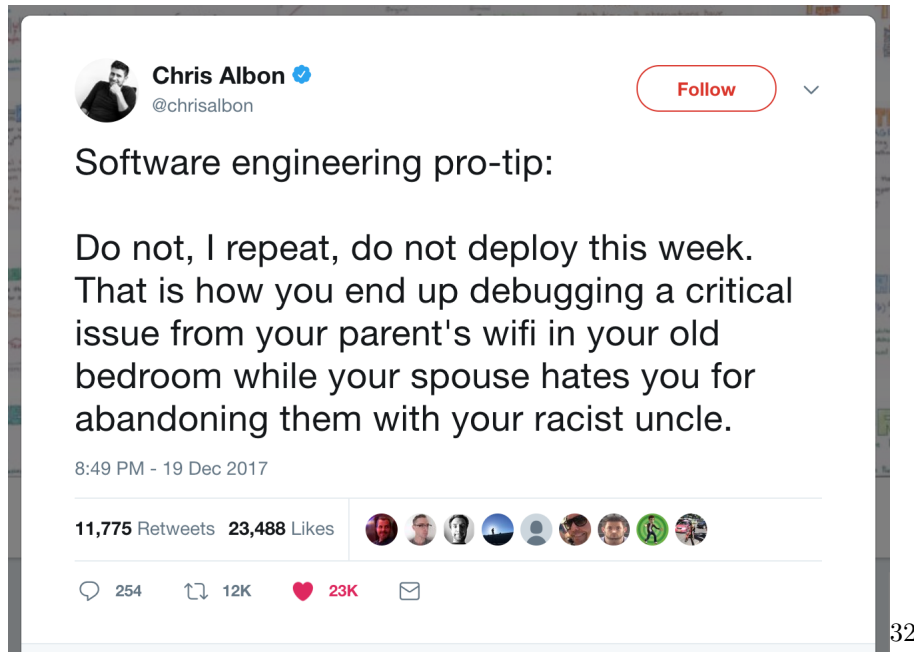 Chris Albon
@chrisalbon
Follow
Software engineering pro-tip:
Do not, I repeat, do not deploy this week.
That is how you end up debugging a critical
issue from your parent's wifi in your old
bedroom while your spouse hates you for
abandoning them with your racist uncle.
8:49 PM - 19 Dec 2017
11,775 Retweets 23,488 Likes
254 12K 23K
32